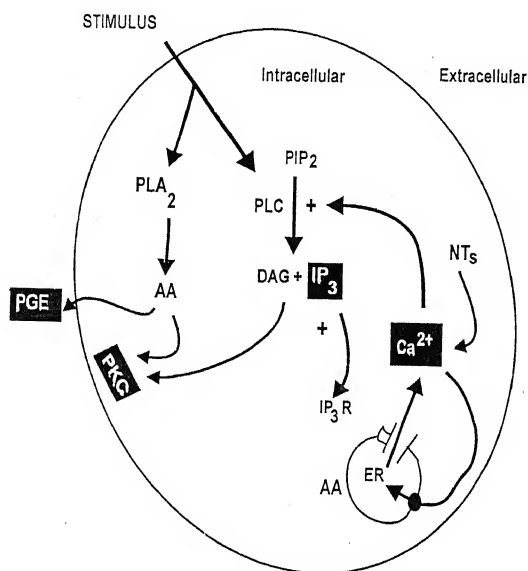 STIMULUS
Intracellular
Extracellular
PIP2
PLA2
PLC +
NTs
DAG + IP3
AA
PGE
+
Ca2+
PKC
IP3 R
ER
AA